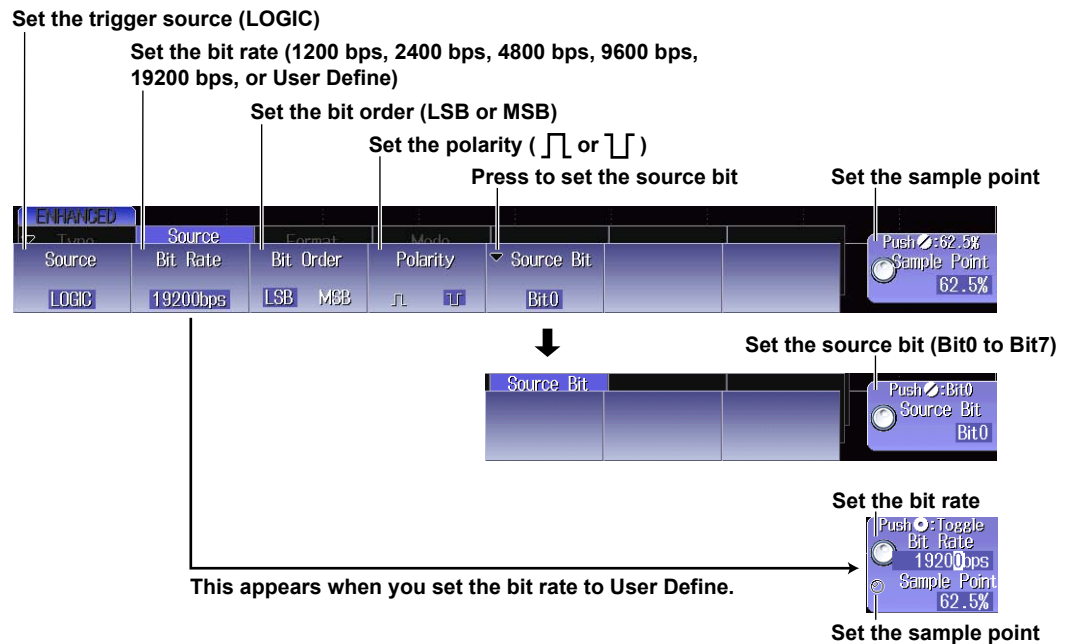 Set the trigger source (LOGIC)
Set the bit rate (1200 bps, 2400 bps, 4800 bps, 9600 bps,
19200 bps, or User Define)
Set the bit order (LSB or MSB)
Set the polarity ( or )
Press to set the source bit
Set the sample point
ENHANCED
Type Source Format Mode
Source Bit Rate Bit Order Polarity Source Bit
LOGIC 19200bps LSB MSB Bit0
Push :62.5%
Sample Point
62.5%
Set the source bit (Bit0 to Bit7)
Source Bit
Push :Bit0
Source Bit
Bit0
Set the bit rate
Push :Toggle
Bit Rate
19200bps
Sample Point
62.5%
This appears when you set the bit rate to User Define.
Set the sample point